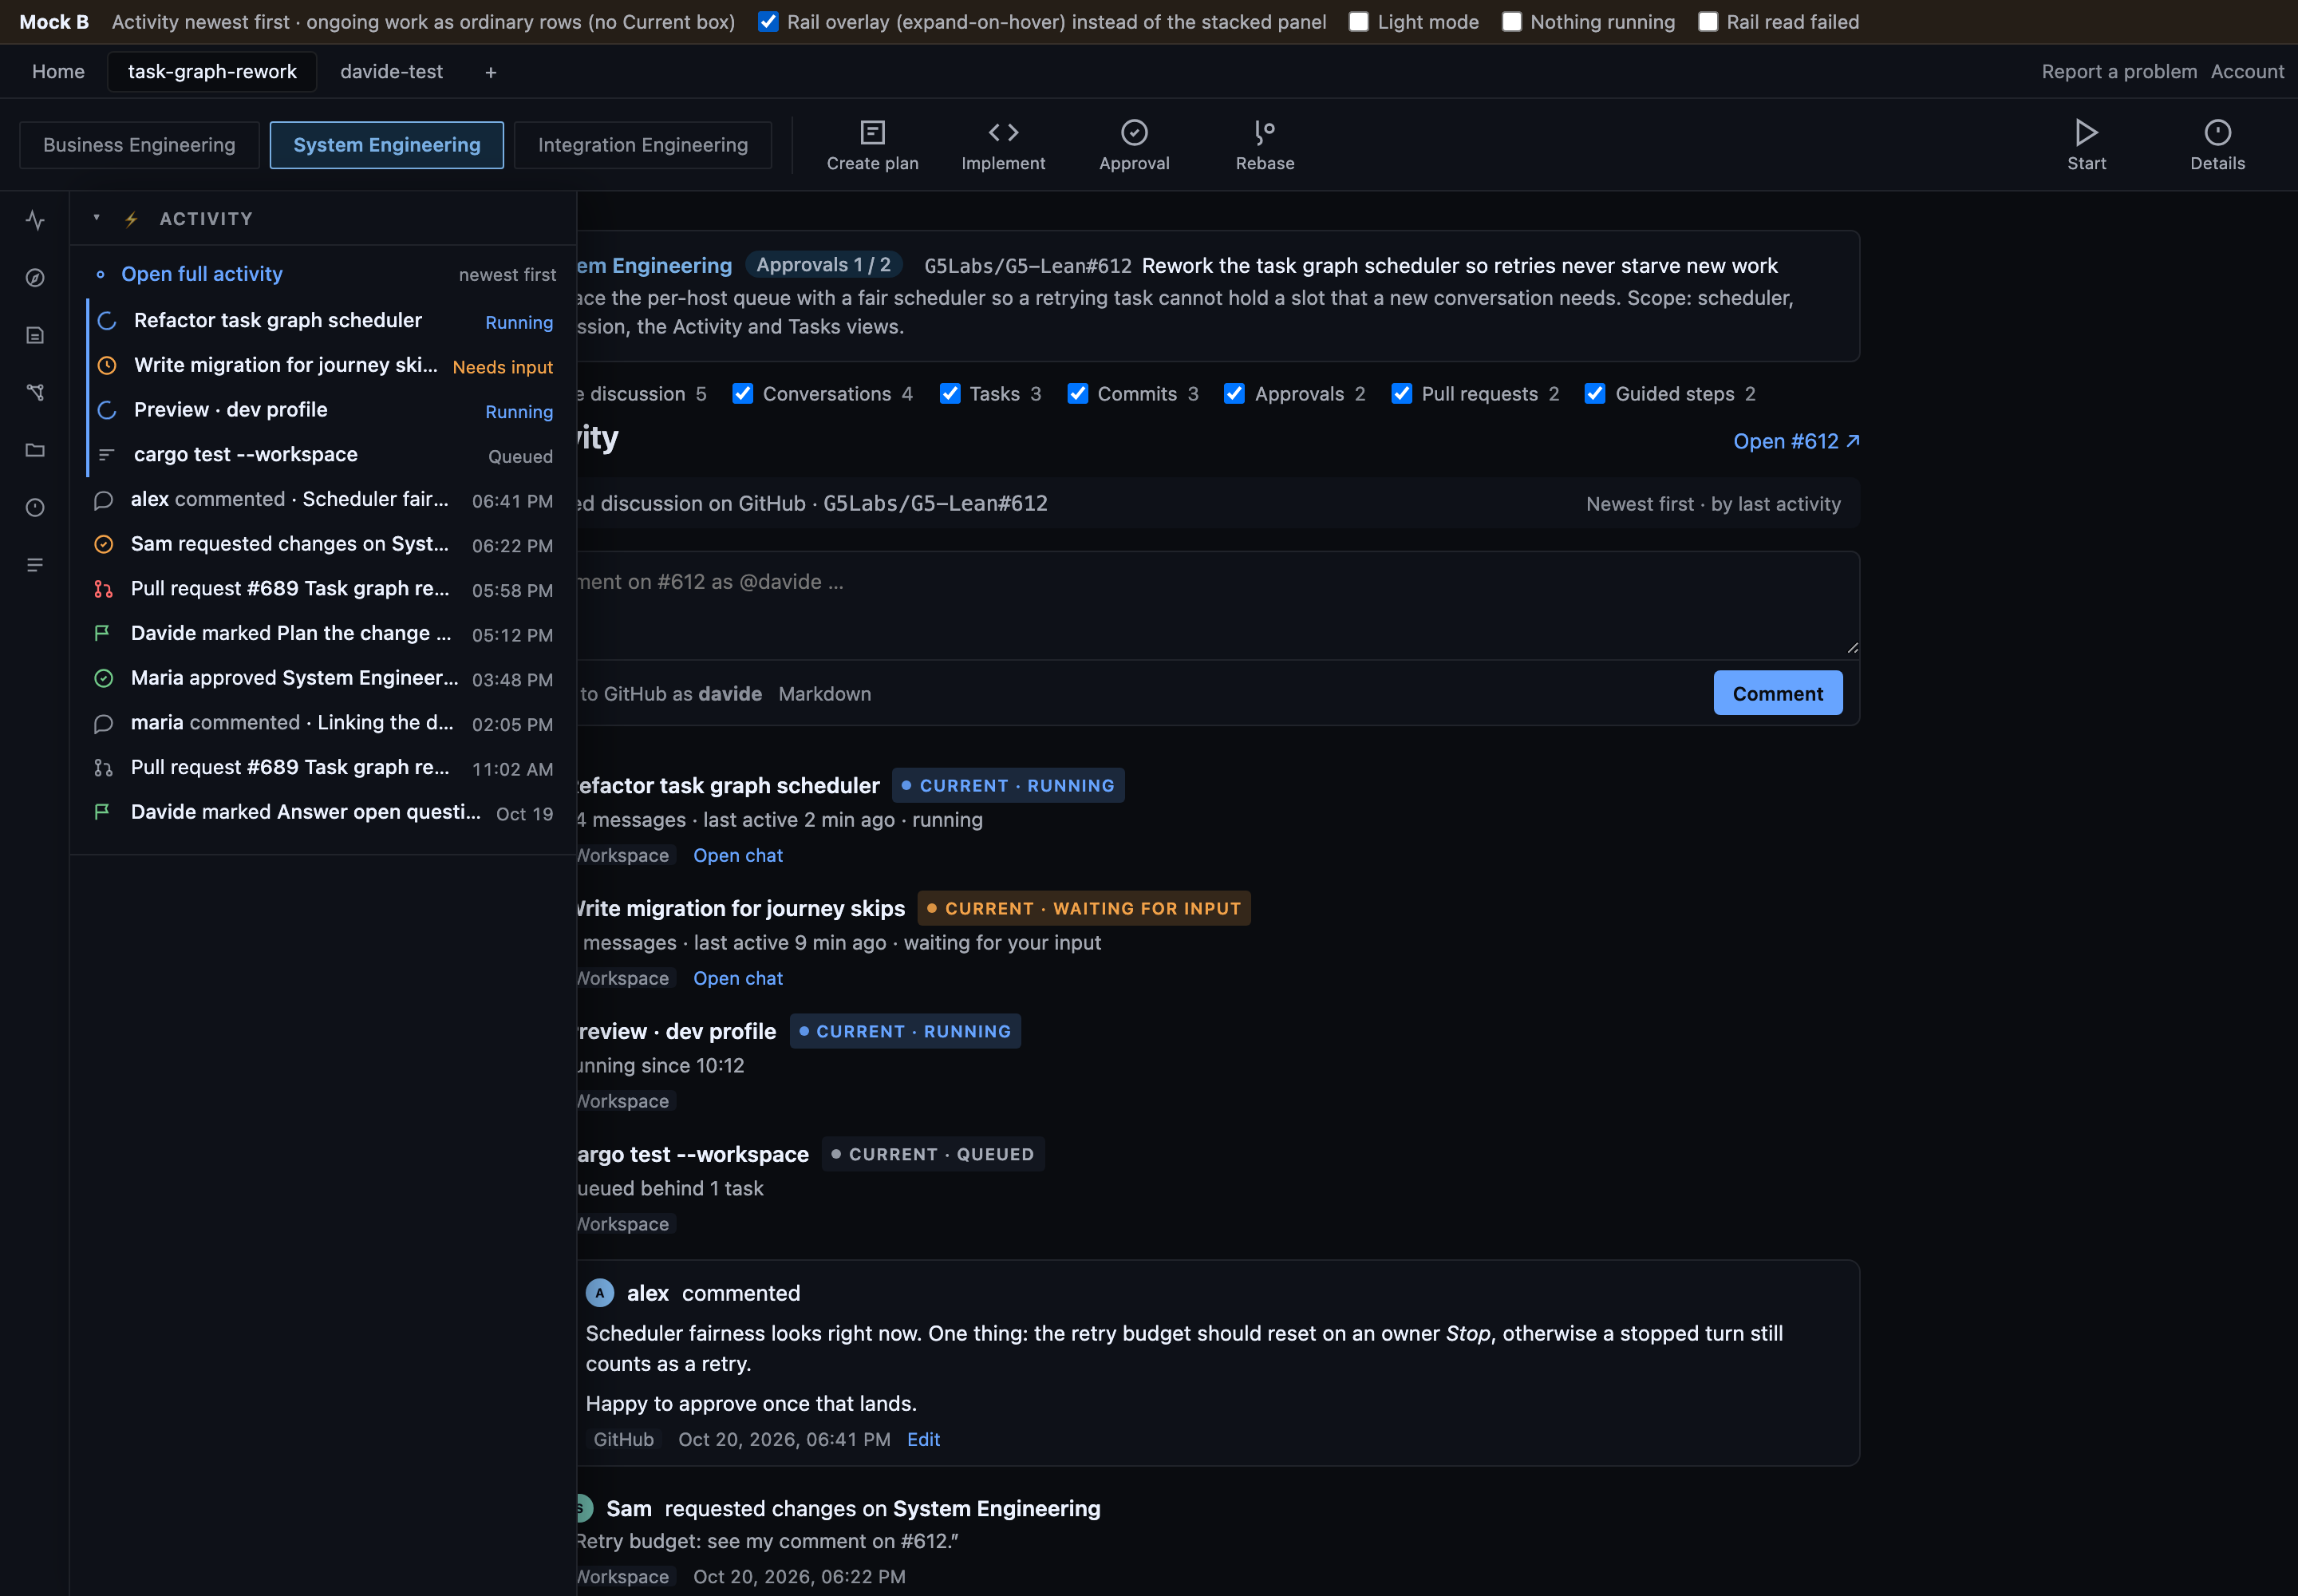 Mock B Activity newest first · ongoing work as ordinary rows (no Current box) Rail overlay (expand-on-hover) instead of the stacked panel Light mode Nothing running Rail read failed
Home task-graph-rework davide-test + Report a problem Account
Business Engineering System Engineering Integration Engineering Create plan Implement Approval Rebase Start Details
ACTIVITY
Open full activity newest first
Refactor task graph scheduler Running
Write migration for journey ski... Needs input
Preview · dev profile Running
cargo test --workspace Queued
alex commented · Scheduler fair... 06:41 PM
Sam requested changes on Syst... 06:22 PM
Pull request #689 Task graph re... 05:58 PM
Davide marked Plan the change ... 05:12 PM
Maria approved System Engineer... 03:48 PM
maria commented · Linking the d... 02:05 PM
Pull request #689 Task graph re... 11:02 AM
Davide marked Answer open questi... Oct 19
em Engineering Approvals 1 / 2 G5Labs/G5-Lean#612 Rework the task graph scheduler so retries never starve new work
ace the per-host queue with a fair scheduler so a retrying task cannot hold a slot that a new conversation needs. Scope: scheduler,
ssion, the Activity and Tasks views.
e discussion 5 Conversations 4 Tasks 3 Commits 3 Approvals 2 Pull requests 2 Guided steps 2
vity Open #612 ↗
ed discussion on GitHub · G5Labs/G5-Lean#612 Newest first · by last activity
ment on #612 as @davide ...
to GitHub as davide Markdown Comment
efactor task graph scheduler CURRENT · RUNNING
4 messages · last active 2 min ago · running
Workspace Open chat
Write migration for journey skips CURRENT · WAITING FOR INPUT
messages · last active 9 min ago · waiting for your input
Workspace Open chat
review · dev profile CURRENT · RUNNING
unning since 10:12
Workspace
argo test --workspace CURRENT · QUEUED
ueued behind 1 task
Workspace
A alex commented
Scheduler fairness looks right now. One thing: the retry budget should reset on an owner Stop, otherwise a stopped turn still
counts as a retry.
Happy to approve once that lands.
GitHub Oct 20, 2026, 06:41 PM Edit
S Sam requested changes on System Engineering
Retry budget: see my comment on #612.”
Workspace Oct 20, 2026, 06:22 PM